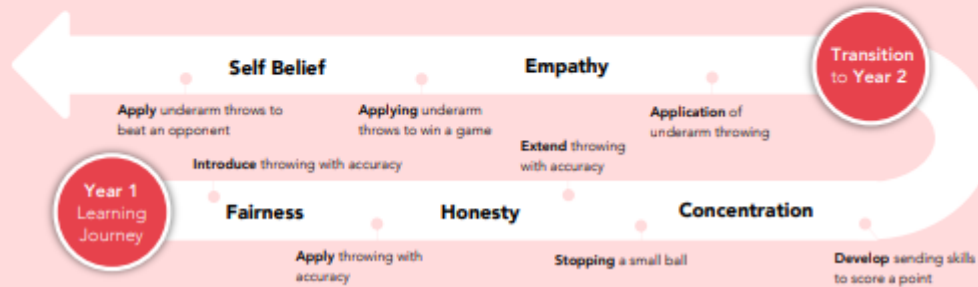 Self Belief
Empathy
Transition
to Year 2
Apply underarm throws to
beat an opponent
Applying underarm
throws to win a game
Application of
underarm throwing
Introduce throwing with accuracy
Extend throwing
with accuracy
Year 1
Learning
Journey
Fairness
Honesty
Concentration
Apply throwing with
accuracy
Stopping a small ball
Develop sending skills
to score a point